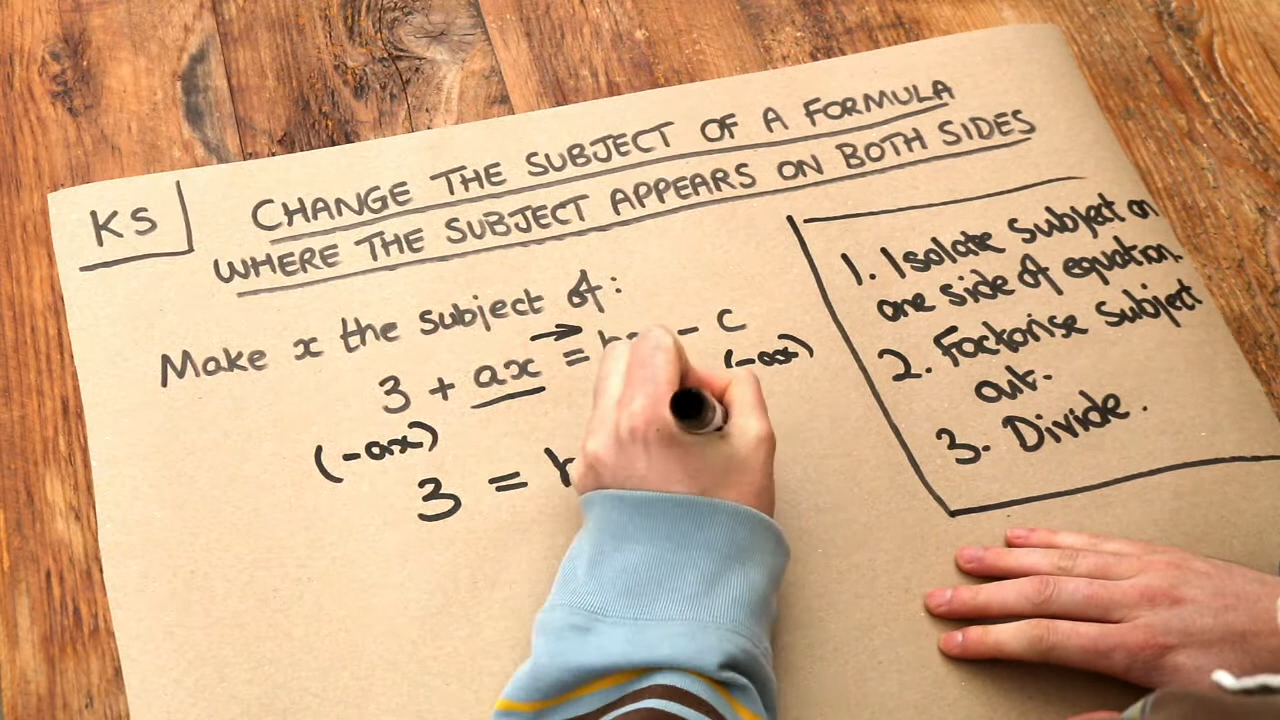 KS
CHANGE THE SUBJECT OF A FORMULA
WHERE THE SUBJECT APPEARS ON BOTH SIDES
Make x the subject of:
3 + ax = - c
(-ax) (-ax)
3 =
1. Isolate subject on
one side of equation.
2. Factorise subject
out.
3. Divide.